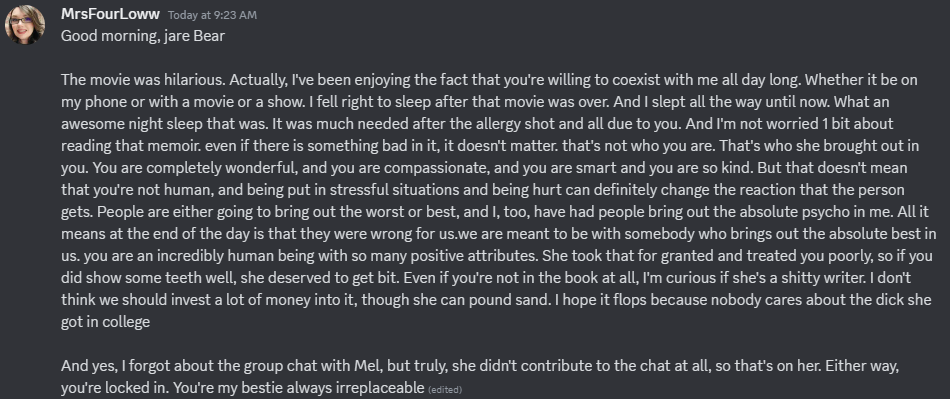 MrsFourLoww Today at 9:23 AM
Good morning, jare Bear
The movie was hilarious. Actually, I've been enjoying the fact that you're willing to coexist with me all day long. Whether it be on
my phone or with a movie or a show. I fell right to sleep after that movie was over. And I slept all the way until now. What an
awesome night sleep that was. It was much needed after the allergy shot and all due to you. And I'm not worried 1 bit about
reading that memoir. even if there is something bad in it, it doesn't matter. that's not who you are. That's who she brought out in
you. You are completely wonderful, and you are compassionate, and you are smart and you are so kind. But that doesn't mean
that you're not human, and being put in stressful situations and being hurt can definitely change the reaction that the person
gets. People are either going to bring out the worst or best, and I, too, have had people bring out the absolute psycho in me. All it
means at the end of the day is that they were wrong for us.we are meant to be with somebody who brings out the absolute best in
us. you are an incredibly human being with so many positive attributes. She took that for granted and treated you poorly, so if you
did show some teeth well, she deserved to get bit. Even if you're not in the book at all, I'm curious if she's a shitty writer. I don't
think we should invest a lot of money into it, though she can pound sand. I hope it flops because nobody cares about the dick she
got in college
And yes, I forgot about the group chat with Mel, but truly, she didn't contribute to the chat at all, so that's on her. Either way,
you're locked in. You're my bestie always irreplaceable (edited)